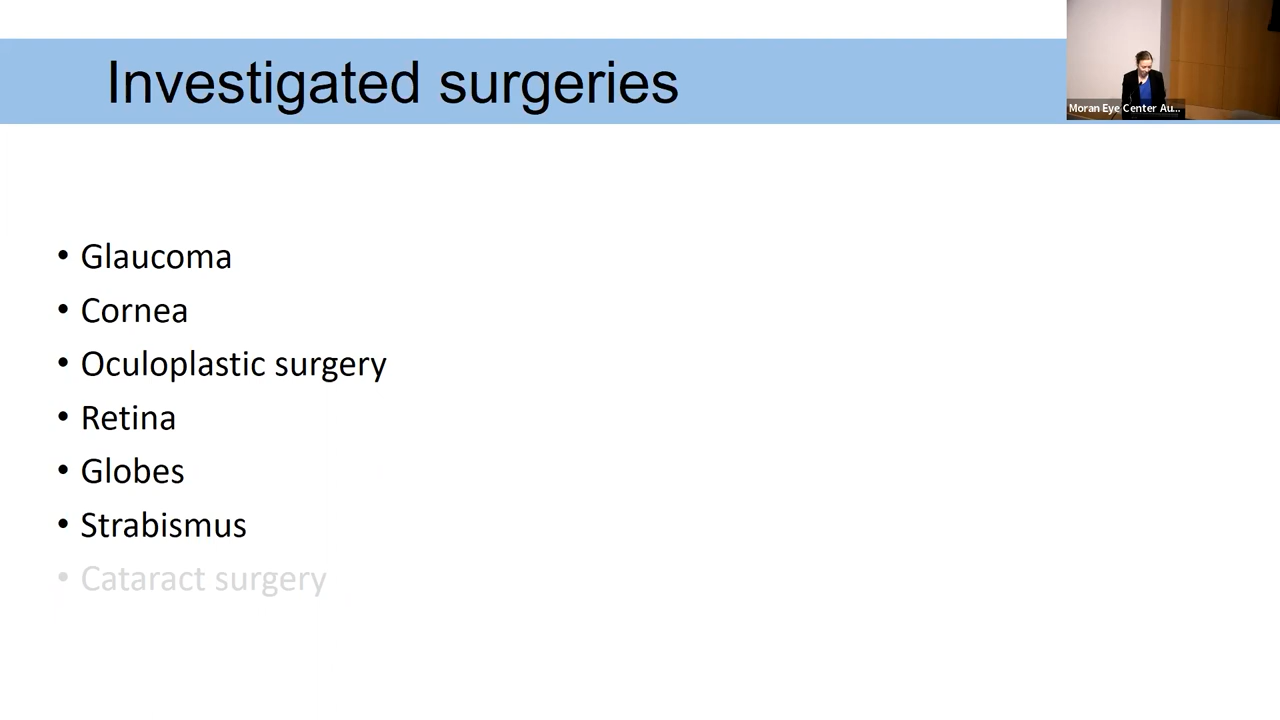 Investigated surgeries
Moran Eye Center Au...
• Glaucoma
• Cornea
• Oculoplastic surgery
• Retina
• Globes
• Strabismus
• Cataract surgery